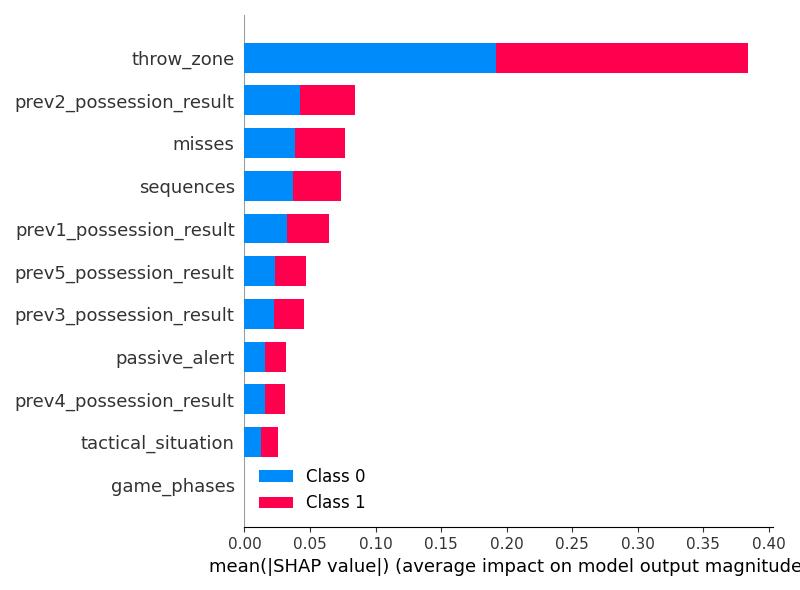 throw_zone
prev2_possession_result
misses
sequences
prev1_possession_result
prev5_possession_result
prev3_possession_result
passive_alert
prev4_possession_result
tactical_situation
game_phases
Class 0
Class 1
0.00 0.05 0.10 0.15 0.20 0.25 0.30 0.35 0.40
mean(|SHAP value|) (average impact on model output magnitude